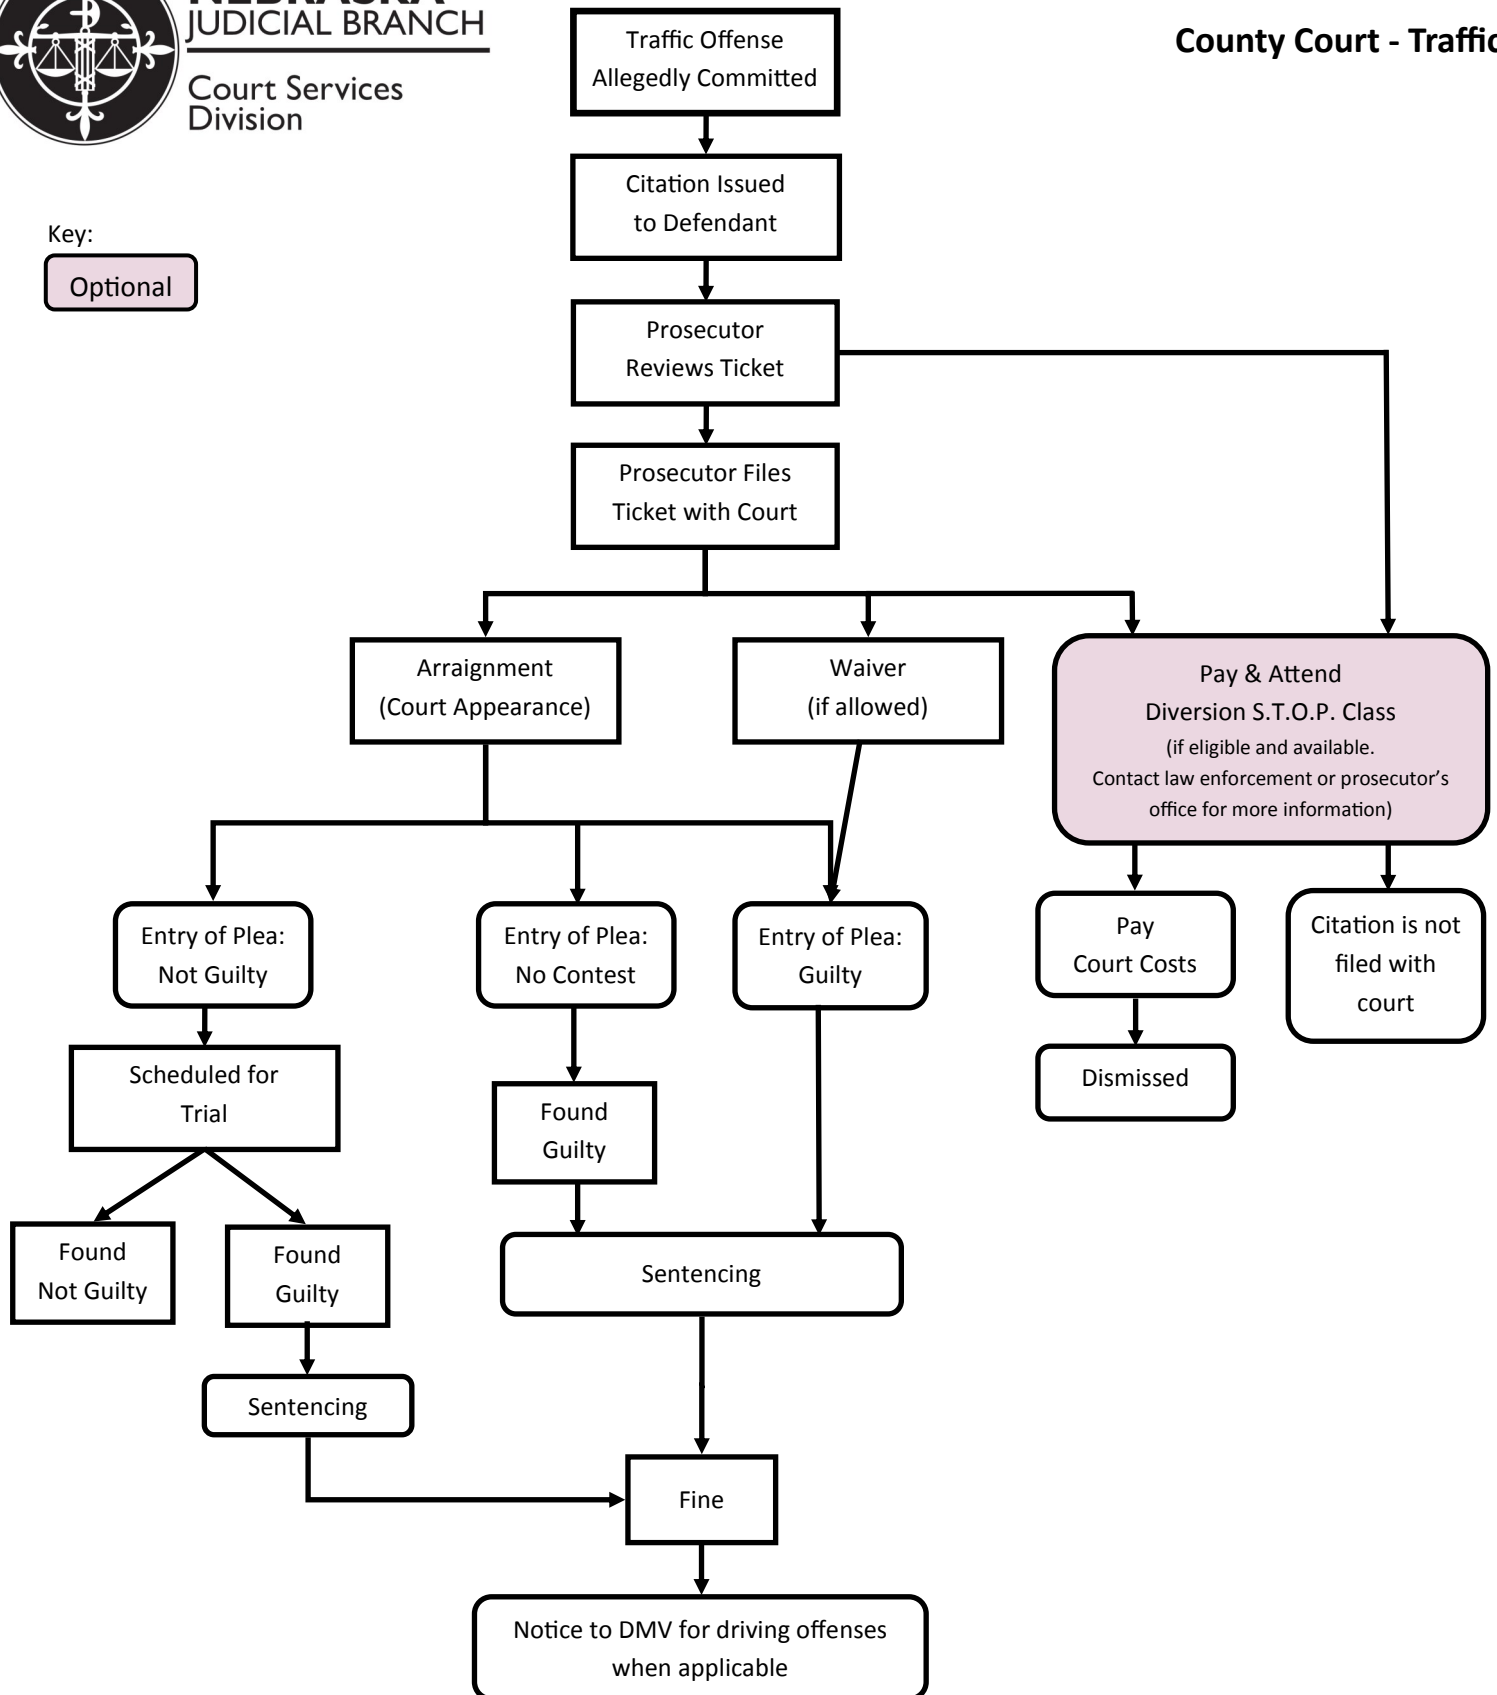 NEBRASKA
JUDICIAL BRANCH
Court Services
Division
County Court - Traffic
Key:
Optional
Traffic Offense
Allegedly Committed
Citation Issued
to Defendant
Prosecutor
Reviews Ticket
Prosecutor Files
Ticket with Court
Arraignment
(Court Appearance)
Waiver
(if allowed)
Pay & Attend
Diversion S.T.O.P. Class
(if eligible and available.
Contact law enforcement or prosecutor's
office for more information)
Entry of Plea:
Not Guilty
Entry of Plea:
No Contest
Entry of Plea:
Guilty
Pay
Court Costs
Citation is not
filed with
court
Scheduled for
Trial
Found
Guilty
Dismissed
Found
Not Guilty
Found
Guilty
Sentencing
Sentencing
Fine
Notice to DMV for driving offenses
when applicable